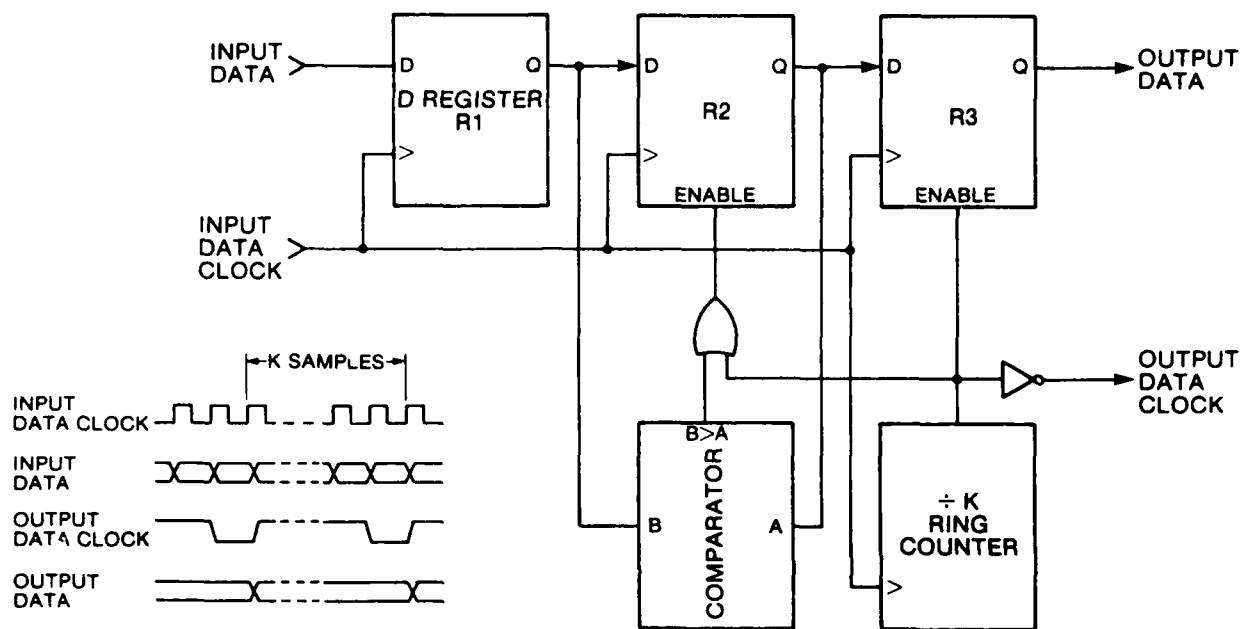 INPUT
DATA
D
Q
D REGISTER
R1
>
D
Q
R2
>
ENABLE
D
Q
R3
>
ENABLE
OUTPUT
DATA
INPUT
DATA
CLOCK
OUTPUT
DATA
CLOCK
B>A
COMPARATOR
B
A
÷ K
RING
COUNTER
>
K SAMPLES
INPUT
DATA CLOCK
INPUT
DATA
OUTPUT
DATA CLOCK
OUTPUT
DATA